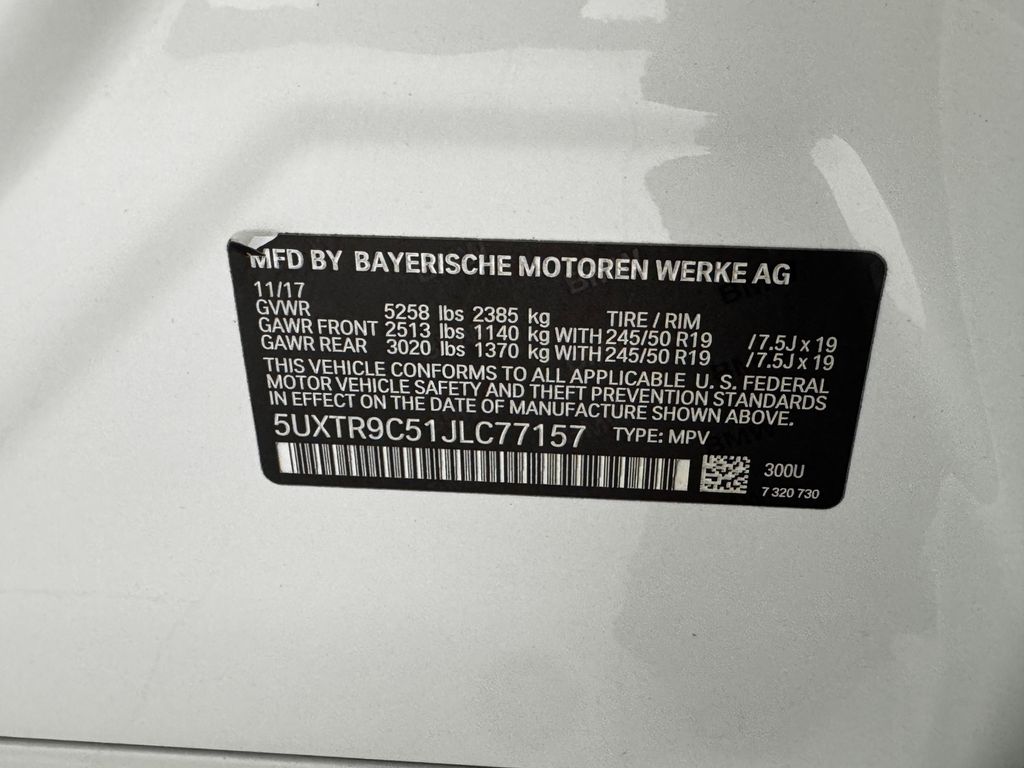 MFD BY BAYERISCHE MOTOREN WERKE AG
11/17
GVWR 5258 lbs 2385 kg TIRE / RIM
GAWR FRONT 2513 lbs 1140 kg WITH 245/50 R19 /7.5J x 19
GAWR REAR 3020 lbs 1370 kg WITH 245/50 R19 /7.5J x 19
THIS VEHICLE CONFORMS TO ALL APPLICABLE U. S. FEDERAL
MOTOR VEHICLE SAFETY AND THEFT PREVENTION STANDARDS
IN EFFECT ON THE DATE OF MANUFACTURE SHOWN ABOVE.
5UXTR9C51JLC77157 TYPE: MPV
300U
7 320 730